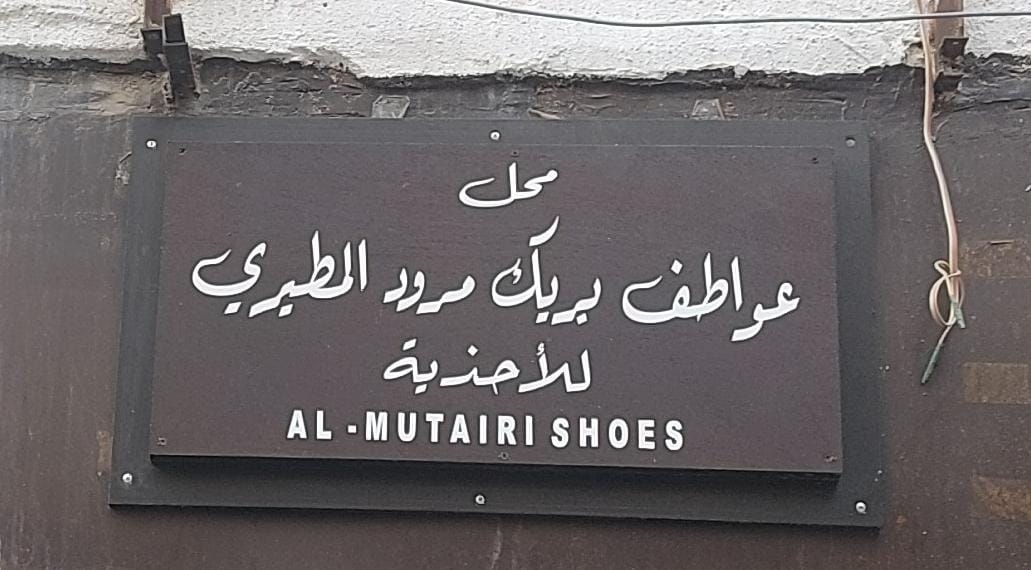 محل
عواطف بريك مرود المطيري
للأحذية
AL-MUTAIRI SHOES